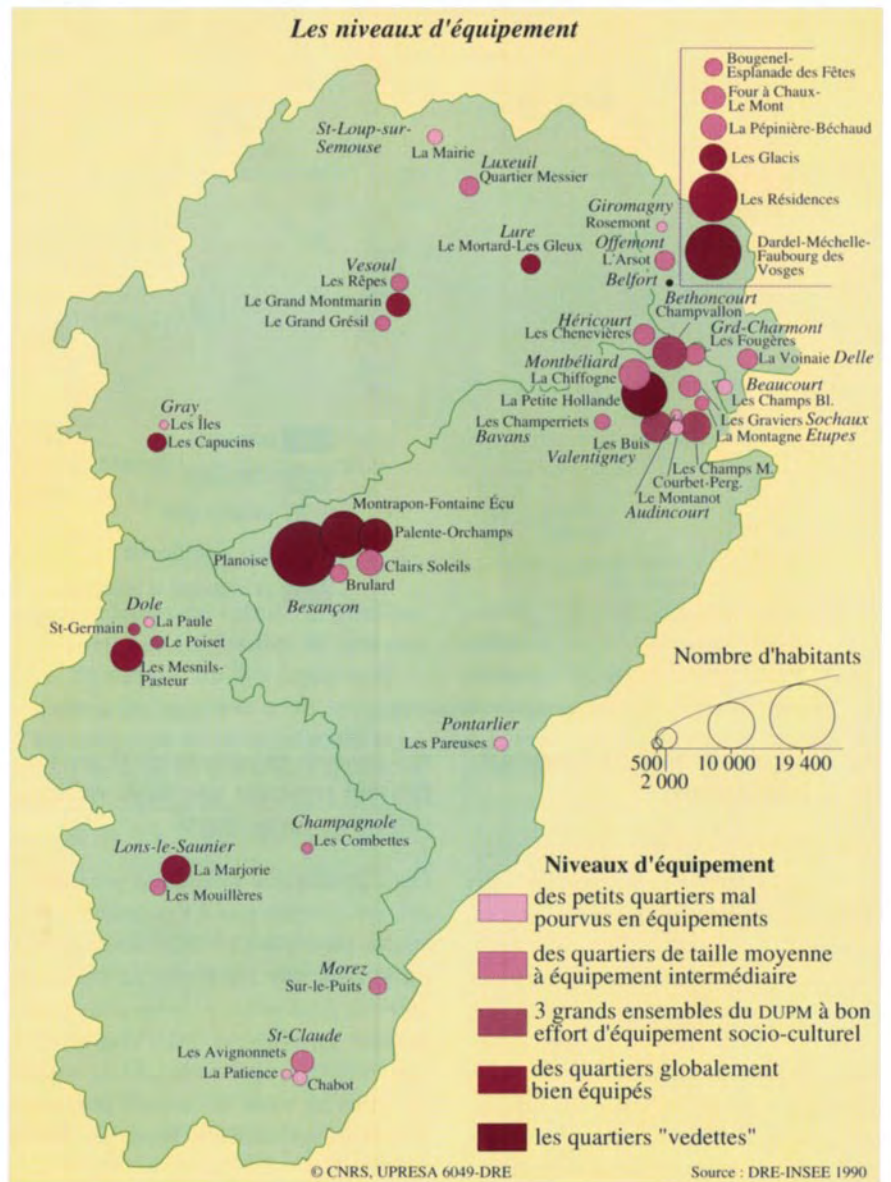 Les niveaux d'équipement
Bougenel-
Esplanade des Fêtes
Four à Chaux-
Le Mont
La Pépinière-Béchaud
Les Glacis
Les Résidences
Dardel-Méchelle-
Faubourg des
Vosges
St-Loup-sur-
Semouse
La Mairie
Luxeuil
Quartier Messier
Giromagny
Rosemont
Lure
Le Mortard-Les Gleux
Offemont
L'Arsot
Belfort
Vesoul
Les Rêpes
Le Grand Montmarin
Le Grand Grésil
Bethoncourt
Champvallon
Héricourt
Les Chenevières
Grd-Charmont
Les Fougères
La Voinaie Delle
Montbéliard
La Chiffogne
La Petite Hollande
Beaucourt
Les Champs Bl.
Gray
Les Îles
Les Capucins
Les Champerriets
Bavans
Les Graviers Sochaux
La Montagne Etupes
Les Buis
Valentigney
Les Champs M.
Courbet-Perg.
Le Montanot
Audincourt
Montrapon-Fontaine Écu
Palente-Orchamps
Planoise
Clairs Soleils
Brulard
Besançon
Dole
La Paule
St-Germain
Le Poiset
Les Mesnils-
Pasteur
Nombre d'habitants
500
2 000
10 000
19 400
Pontarlier
Les Pareuses
Champagnole
Les Combettes
Lons-le-Saunier
La Marjorie
Les Mouillères
Morez
Sur-le-Puits
St-Claude
Les Avignonnets
La Patience
Chabot
Niveaux d'équipement
des petits quartiers mal
pourvus en équipements
des quartiers de taille moyenne
à équipement intermédiaire
3 grands ensembles du DUPM à bon
effort d'équipement socio-culturel
des quartiers globalement
bien équipés
les quartiers "vedettes"
© CNRS, UPRESA 6049-DRE
Source : DRE-INSEE 1990